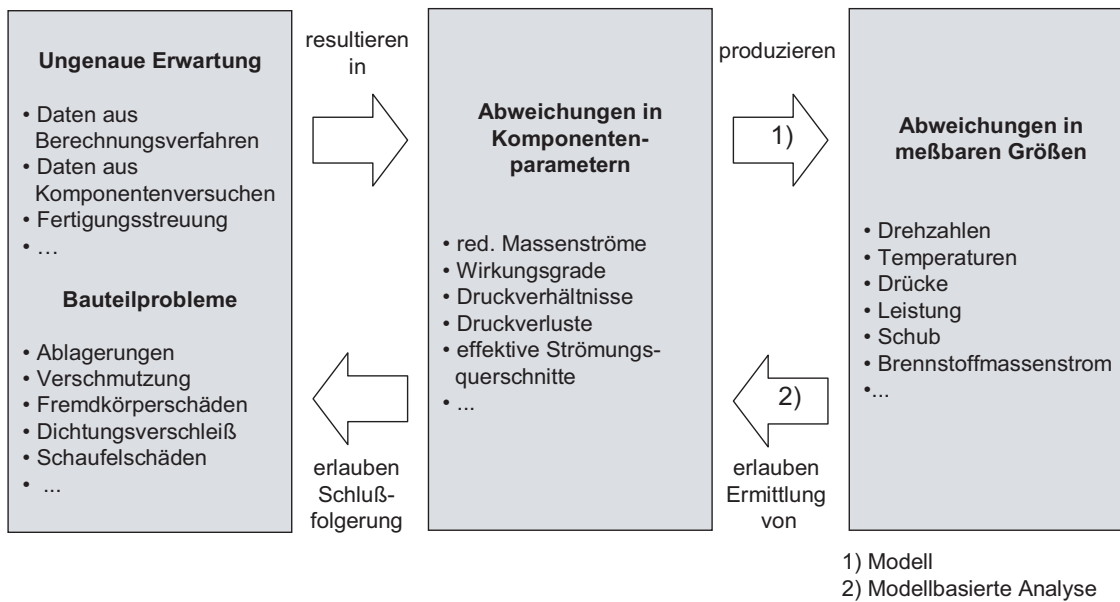 Ungenaue Erwartung
• Daten aus
Berechnungsverfahren
• Daten aus
Komponentenversuchen
• Fertigungsstreuung
• ...
Bauteilprobleme
• Ablagerungen
• Verschmutzung
• Fremdkörperschäden
• Dichtungsverschleiß
• Schaufelschäden
• ...
resultieren
in
erlauben
Schluß-
folgerung
Abweichungen in
Komponenten-
parametern
• red. Massenströme
• Wirkungsgrade
• Druckverhältnisse
• Druckverluste
• effektive Strömungs-
querschnitte
• ...
produzieren
1)
2)
erlauben
Ermittlung
von
Abweichungen in
meßbaren Größen
• Drehzahlen
• Temperaturen
• Drücke
• Leistung
• Schub
• Brennstoffmassenstrom
•...
1) Modell
2) Modellbasierte Analyse